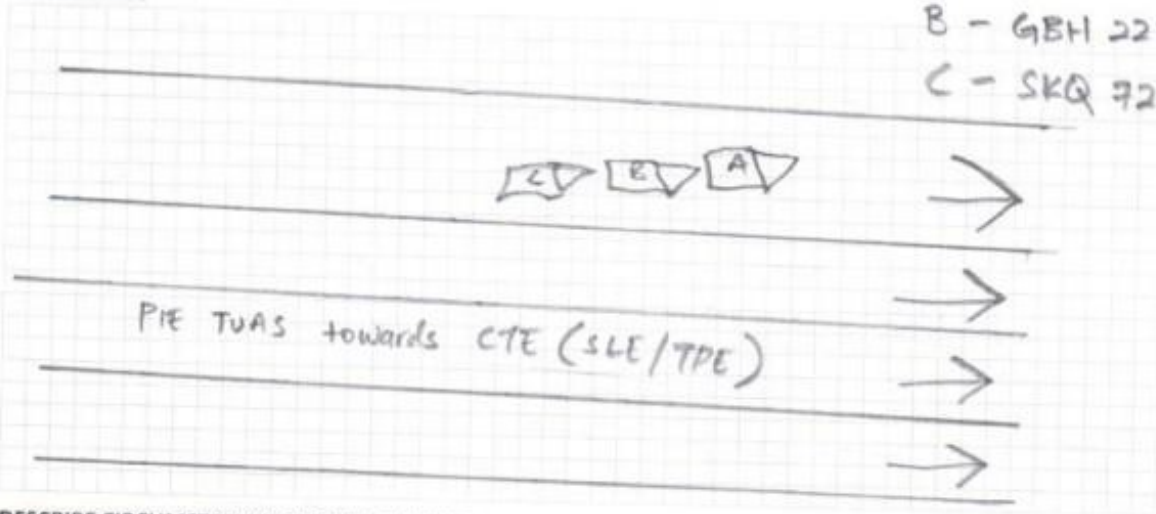 B - GBH 22
C - SKQ 72
C B A
PIE TUAS towards CTE (SLE/TPE)